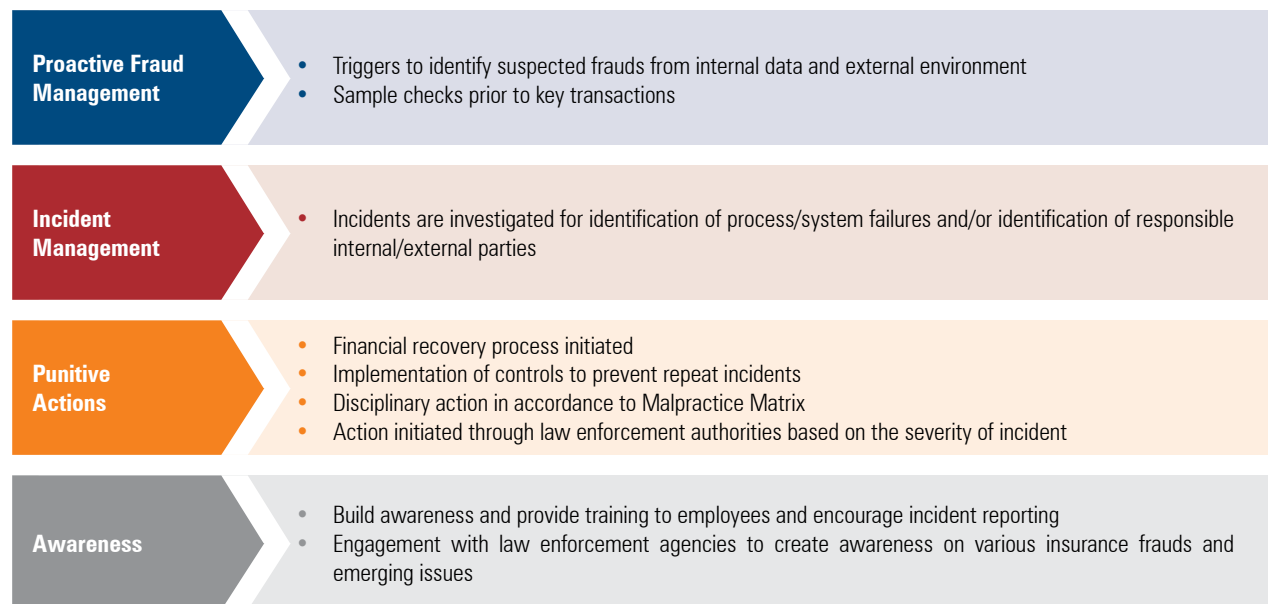 Proactive Fraud
Management
• Triggers to identify suspected frauds from internal data and external environment
• Sample checks prior to key transactions
Incident
Management
• Incidents are investigated for identification of process/system failures and/or identification of responsible
internal/external parties
Punitive
Actions
• Financial recovery process initiated
• Implementation of controls to prevent repeat incidents
• Disciplinary action in accordance to Malpractice Matrix
• Action initiated through law enforcement authorities based on the severity of incident
Awareness
• Build awareness and provide training to employees and encourage incident reporting
• Engagement with law enforcement agencies to create awareness on various insurance frauds and
emerging issues